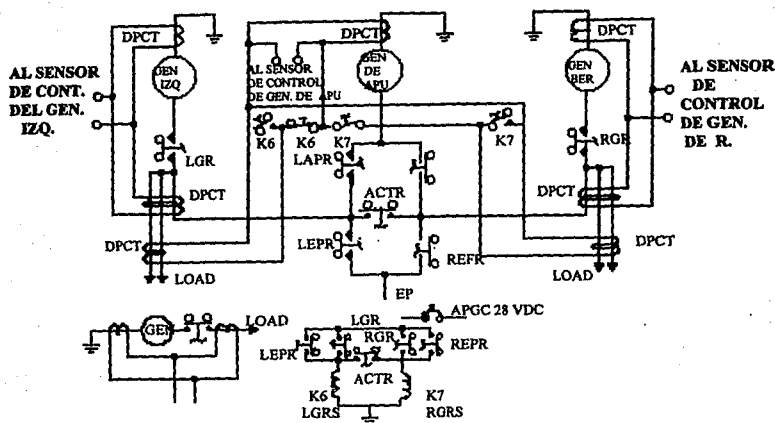 DPCT
DPCT
DPCT
AL SENSOR
DE CONT.
DEL GEN.
IZQ.
GEN
IZQ
AL SENSOR
DE CONTROL
DE GEN. DE APU
GEN
DE
APU
GEN
BER
AL SENSOR
DE
CONTROL
DE GEN.
DE R.
K6
K6
K7
K7
LGR
LAPR
RGR
ACTR
DPCT
DPCT
LEPR
REFR
DPCT
DPCT
LOAD
LOAD
EP
GEN
LOAD
LGR
APGC 28 VDC
LEPR
RGR
REPR
ACTR
K6
LGRS
K7
RGRS